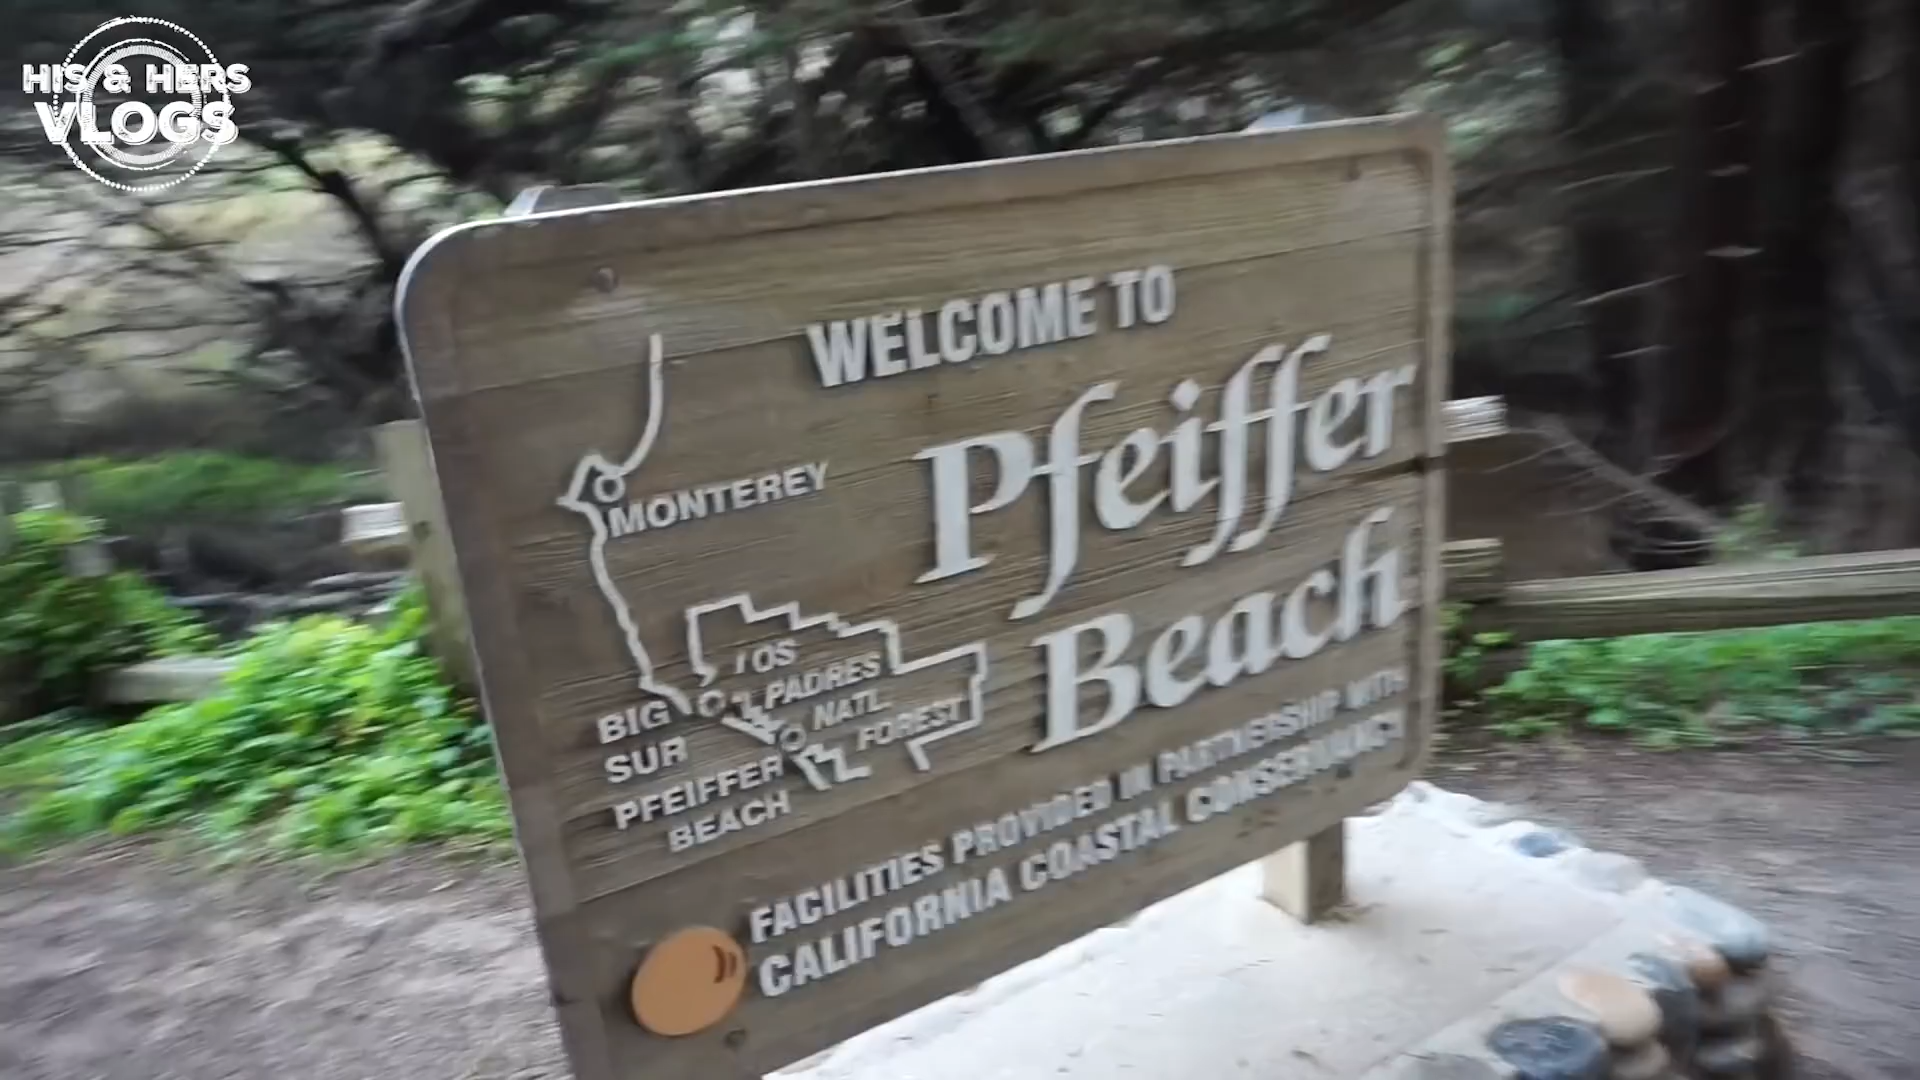 HIS & HERS
VLOGS
WELCOME TO
Pfeiffer
Beach
MONTEREY
OS
PADRES
NATL.
FOREST
BIG
SUR
PFEIFFER
BEACH
FACILITIES PROVIDED IN PARTNERSHIP WITH
CALIFORNIA COASTAL CONSERVANCY